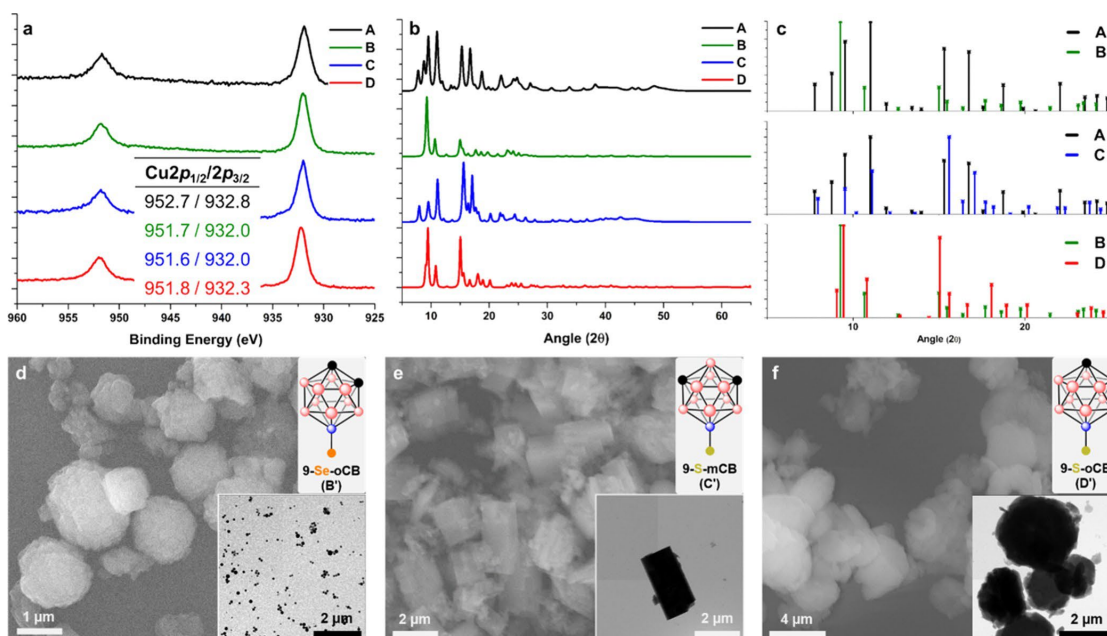 a
A
B
C
D
Cu2p1/2/2p3/2
952.7 / 932.8
951.7 / 932.0
951.6 / 932.0
951.8 / 932.3
960 955 950 945 940 935 930 925
Binding Energy (eV)
b
A
B
C
D
10 20 30 40 50 60
Angle (2θ)
c
A
B
A
C
B
D
10 20
Angle (2θ)
d
9-Se-oCB
(B')
1 µm
2 µm
e
9-S-mCB
(C')
2 µm
2 µm
f
9-S-oCB
(D')
4 µm
2 µm